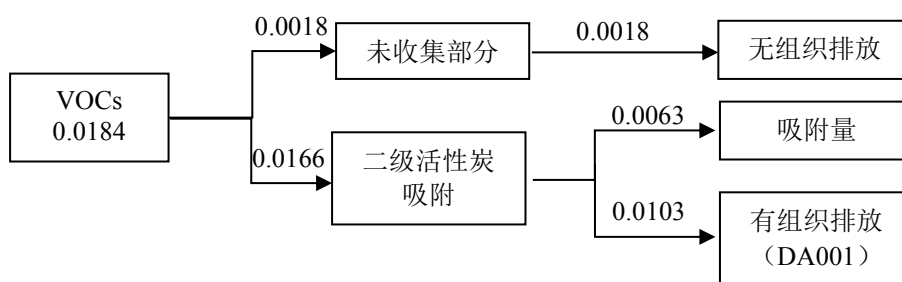 0.0018
未收集部分
0.0018
无组织排放
VOCs
0.0184
0.0063
吸附量
0.0166
二级活性炭
吸附
0.0103
有组织排放
（DA001）